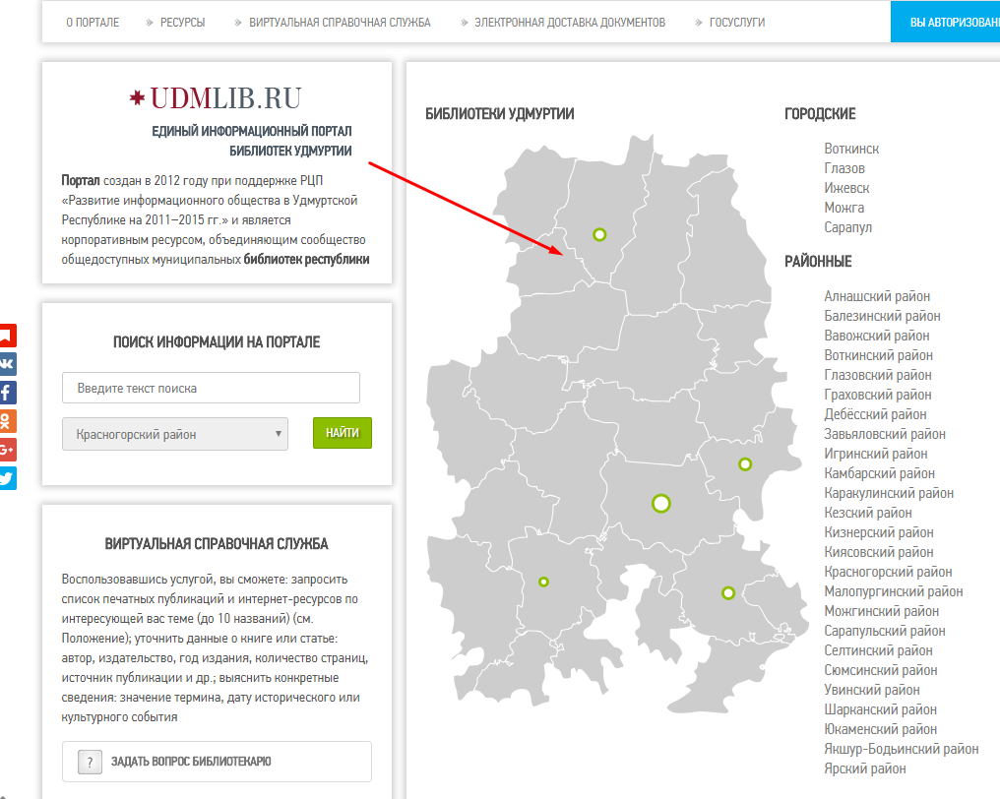 О ПОРТАЛЕ
РЕСУРСЫ
ВИРТУАЛЬНАЯ СПРАВОЧНАЯ СЛУЖБА
ЭЛЕКТРОННАЯ ДОСТАВКА ДОКУМЕНТОВ
ГОСУСЛУГИ
ВЫ АВТОРИЗОВАН
UDMLIB.RU
ЕДИНЫЙ ИНФОРМАЦИОННЫЙ ПОРТАЛ
БИБЛИОТЕК УДМУРТИИ
Портал создан в 2012 году при поддержке РЦП
«Развитие информационного общества в Удмуртской
Республике на 2011–2015 гг.» и является
корпоративным ресурсом, объединяющим сообщество
общедоступных муниципальных библиотек республики
ПОИСК ИНФОРМАЦИИ НА ПОРТАЛЕ
Введите текст поиска
Красногорский район
НАЙТИ
ВИРТУАЛЬНАЯ СПРАВОЧНАЯ СЛУЖБА
Воспользовавшись услугой, вы сможете: запросить
список печатных публикаций и интернет-ресурсов по
интересующей вас теме (до 10 названий) (см.
Положение); уточнить данные о книге или статье:
автор, издательство, год издания, количество страниц,
источник публикации и др.; выяснить конкретные
сведения: значение термина, дату исторического или
культурного события
? ЗАДАТЬ ВОПРОС БИБЛИОТЕКАРЮ
БИБЛИОТЕКИ УДМУРТИИ
ГОРОДСКИЕ
Воткинск
Глазов
Ижевск
Можга
Сарапул
РАЙОННЫЕ
Алнашский район
Балезинский район
Вавожский район
Воткинский район
Глазовский район
Граховский район
Дебёсский район
Завьяловский район
Игринский район
Камбарский район
Каракулинский район
Кезский район
Кизнерский район
Киясовский район
Красногорский район
Малопургинский район
Можгинский район
Сарапульский район
Селтинский район
Сюмсинский район
Увинский район
Шарканский район
Юкаменский район
Якшур-Бодьинский район
Ярский район